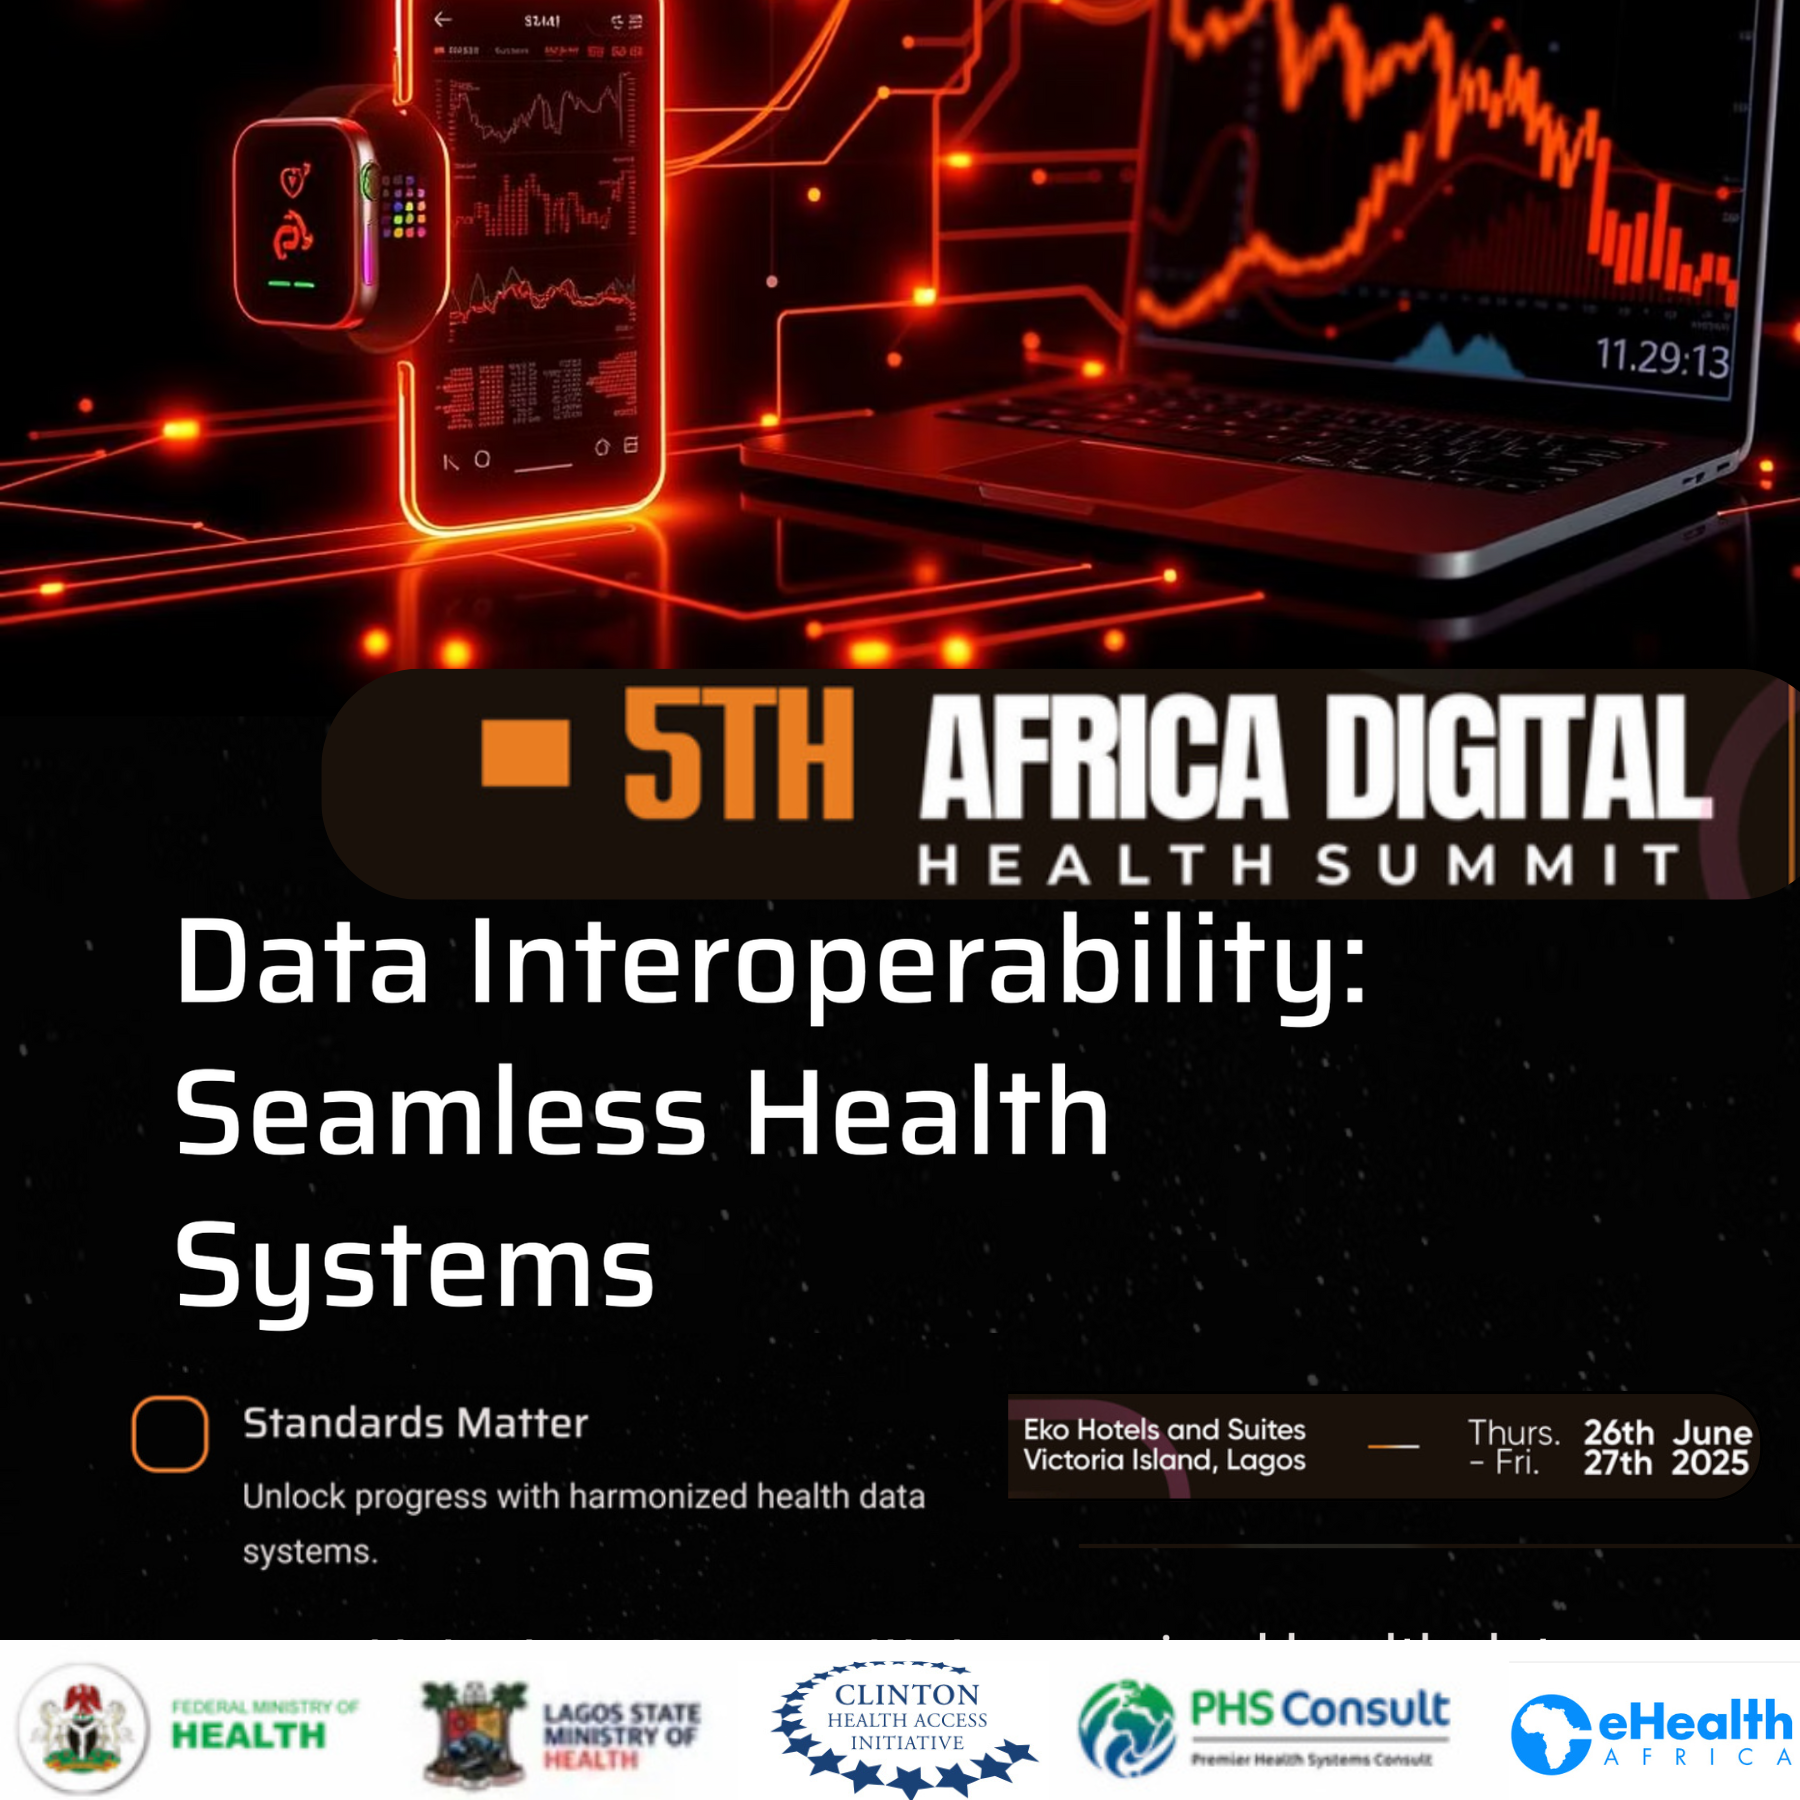 11.29:13
5TH AFRICA DIGITAL
HEALTH SUMMIT
Data Interoperability:
Seamless Health
Systems
Standards Matter
Unlock progress with harmonized health data
systems.
Eko Hotels and Suites
Victoria Island, Lagos
Thurs. 26th June
– Fri. 27th 2025
FEDERAL MINISTRY OF
HEALTH
LAGOS STATE
MINISTRY OF
HEALTH
CLINTON
HEALTH ACCESS
INITIATIVE
PHS Consult
Premier Health Systems Consult
eHealth
AFRICA